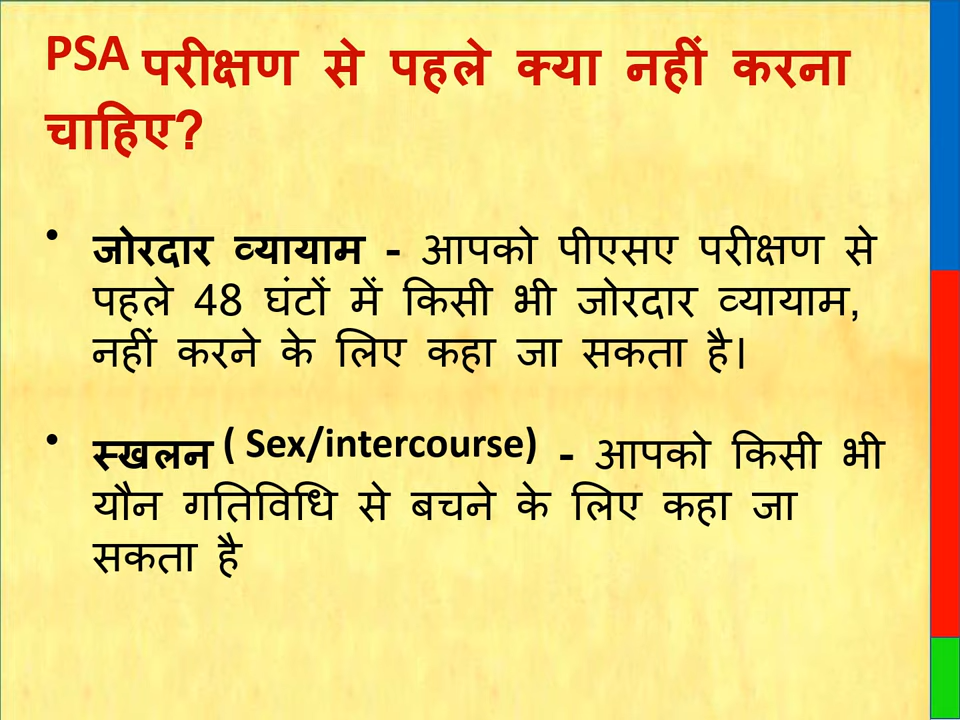 PSA परीक्षण से पहले क्या नहीं करना
चाहिए?
• जोरदार व्यायाम - आपको पीएसए परीक्षण से
पहले 48 घंटों में किसी भी जोरदार व्यायाम,
नहीं करने के लिए कहा जा सकता है।
• स्खलन ( Sex/intercourse) - आपको किसी भी
यौन गतिविधि से बचने के लिए कहा जा
सकता है